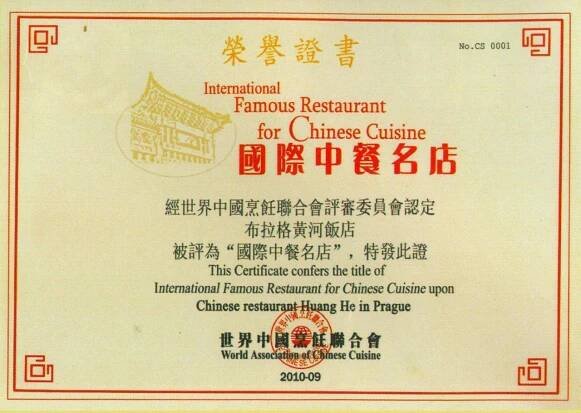 榮譽證書
No.CS 0001
International
Famous Restaurant
for Chinese Cuisine
國際中餐名店
經世界中國烹飪聯合會評審委員會認定
布拉格黃河飯店
被評為“國際中餐名店”，特發此證
This Certificate confers the title of
International Famous Restaurant for Chinese Cuisine upon
Chinese restaurant Huang He in Prague
世界中國烹飪聯合會
World Association of Chinese Cuisine
2010-09